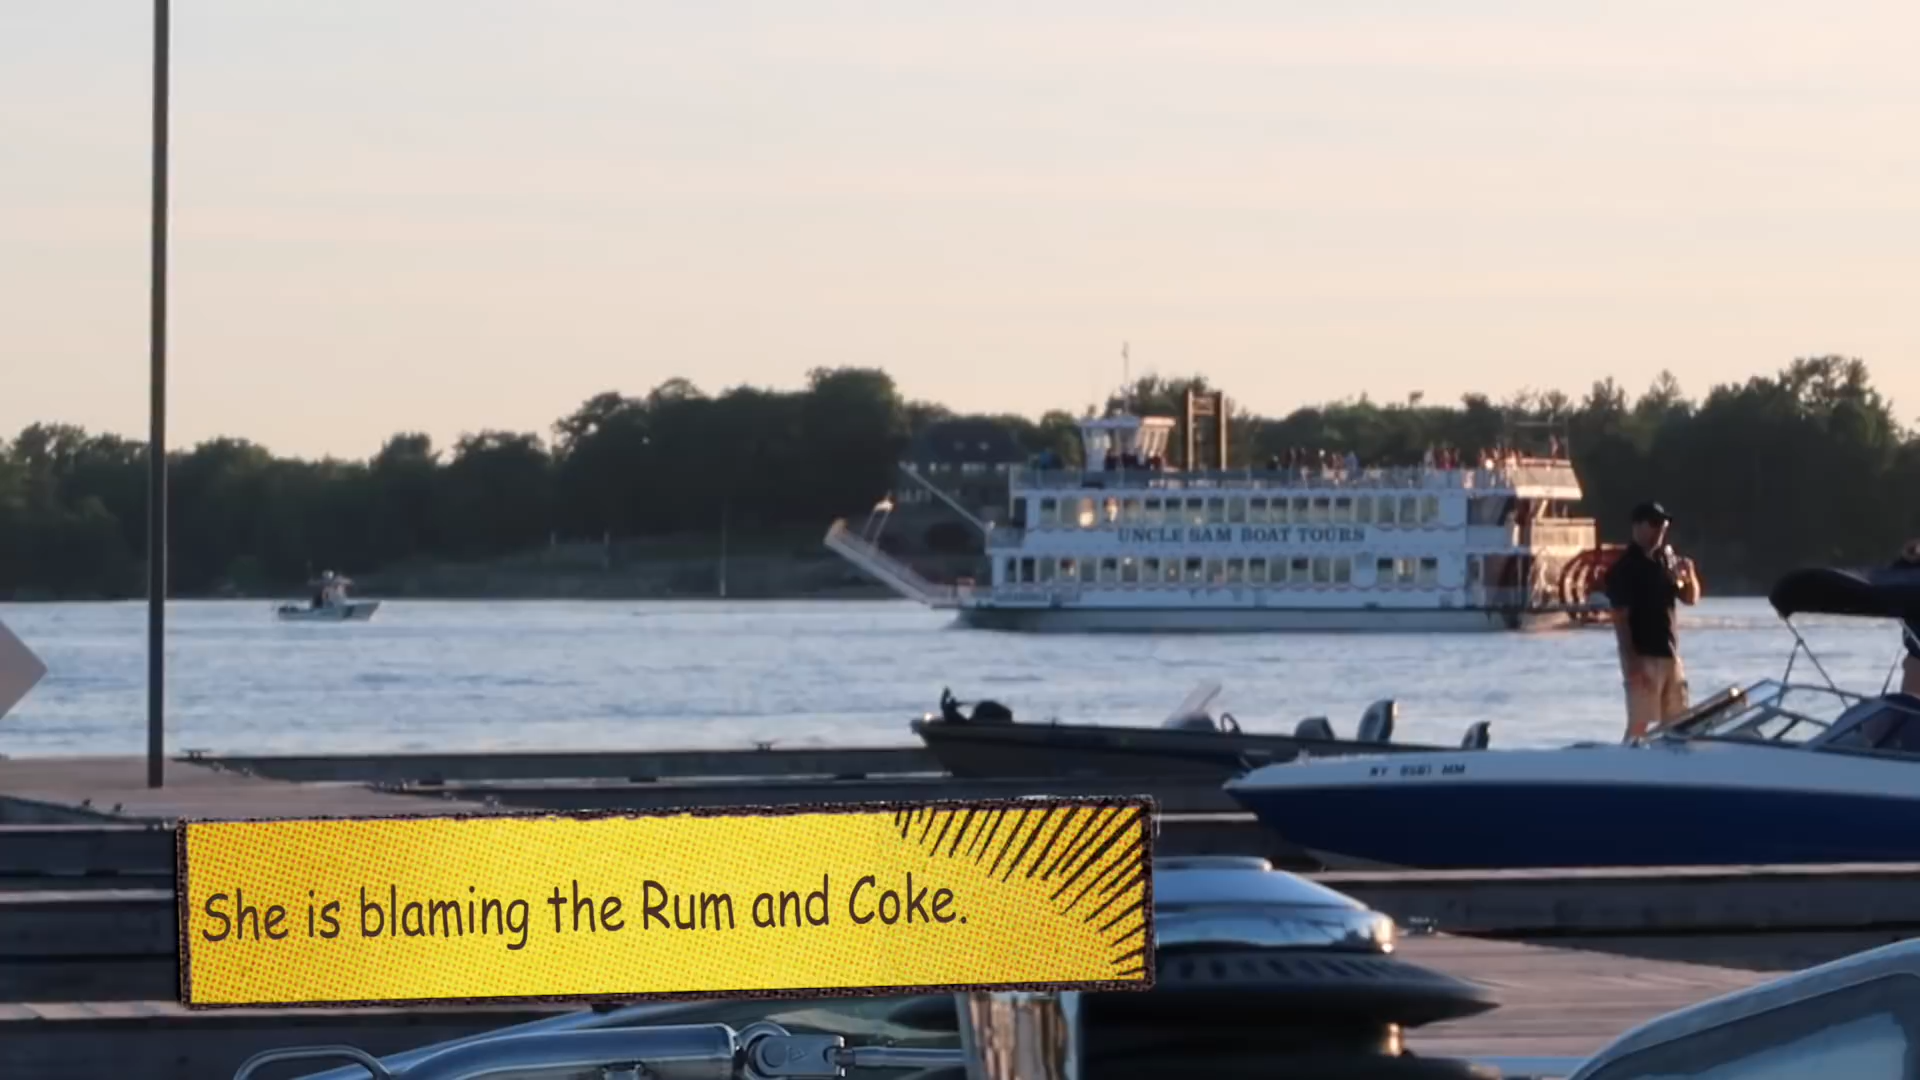 UNCLE SAM BOAT TOURS
She is blaming the Rum and Coke.